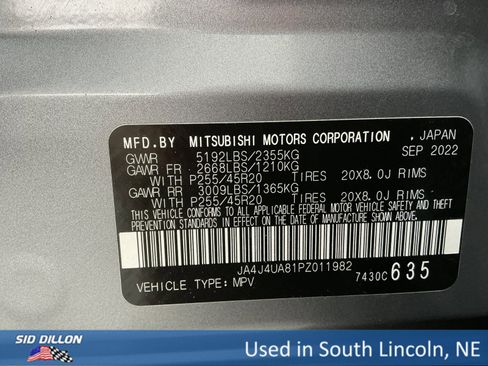 MFD.BY MITSUBISHI MOTORS CORPORATION , JAPAN
GVWR 5192LBS/2355KG SEP 2022
GAWR FR 2668LBS/1210KG
WITH P255/45R20 TIRES 20X8.0J RIMS
GAWR RR 3009LBS/1365KG
WITH P255/45R20 TIRES 20X8.0J RIMS
THIS VEHICLE CONFORMS TO ALL APPLICABLE FEDERAL MOTOR VEHICLE SAFETY AND THEFT
PREVENTION STANDARDS IN EFFECT ON THE DATE OF MANUFACTURE SHOWN ABOVE.
JA4J4UA81PZ011982
VEHICLE TYPE: MPV 7430C 635
SID DILLON
Used in South Lincoln, NE